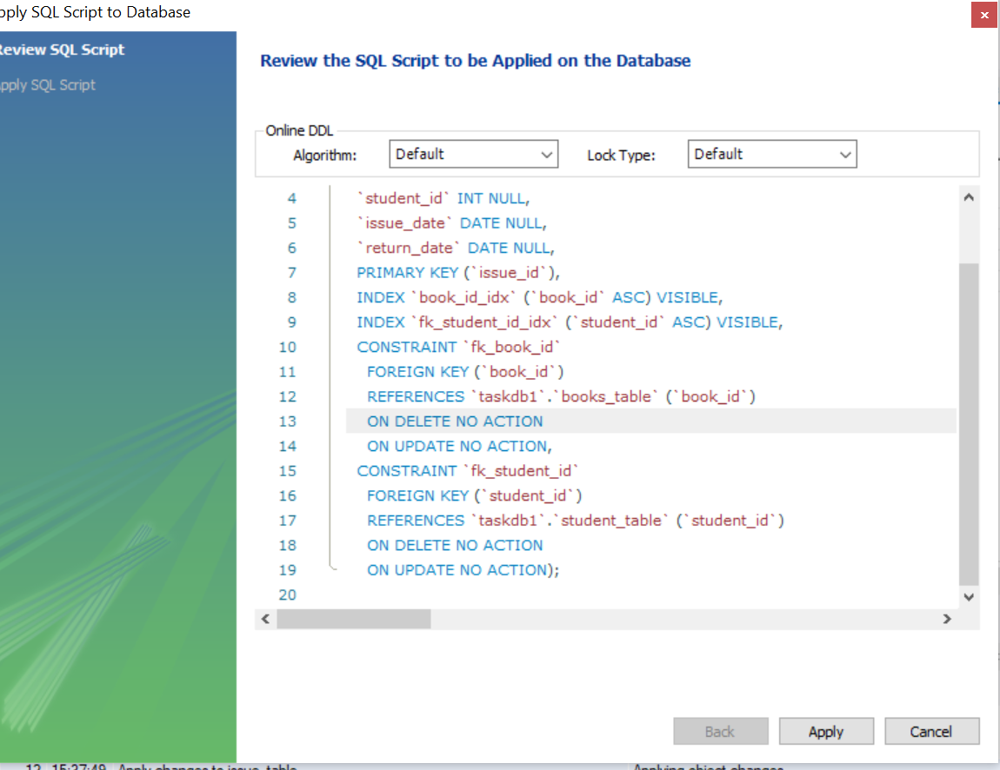 pply SQL Script to Database
Review SQL Script
pply SQL Script
Review the SQL Script to be Applied on the Database
Online DDL
Algorithm: Default Lock Type: Default
4 `student_id` INT NULL,
5 `issue_date` DATE NULL,
6 `return_date` DATE NULL,
7 PRIMARY KEY (`issue_id`),
8 INDEX `book_id_idx` (`book_id` ASC) VISIBLE,
9 INDEX `fk_student_id_idx` (`student_id` ASC) VISIBLE,
10 CONSTRAINT `fk_book_id`
11 FOREIGN KEY (`book_id`)
12 REFERENCES `taskdb1`.`books_table` (`book_id`)
13 ON DELETE NO ACTION
14 ON UPDATE NO ACTION,
15 CONSTRAINT `fk_student_id`
16 FOREIGN KEY (`student_id`)
17 REFERENCES `taskdb1`.`student_table` (`student_id`)
18 ON DELETE NO ACTION
19 ON UPDATE NO ACTION);
20
Back Apply Cancel
12 15:37:49 Apply changes to issue_table Applying object changes